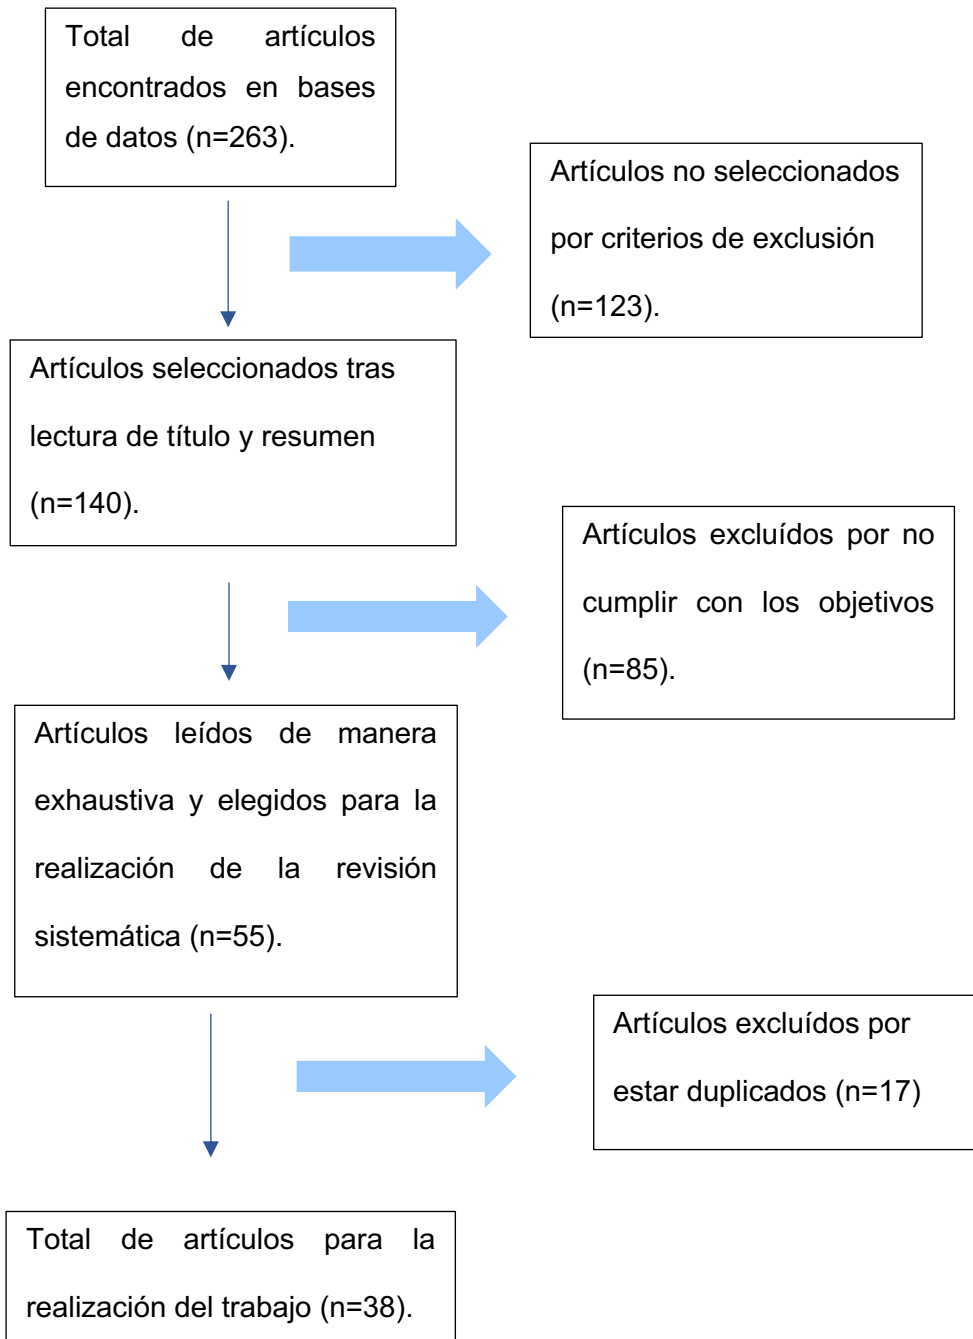 Total de artículos
encontrados en bases
de datos (n=263).
Artículos no seleccionados
por criterios de exclusión
(n=123).
Artículos seleccionados tras
lectura de título y resumen
(n=140).
Artículos excluídos por no
cumplir con los objetivos
(n=85).
Artículos leídos de manera
exhaustiva y elegidos para la
realización de la revisión
sistemática (n=55).
Artículos excluídos por
estar duplicados (n=17)
Total de artículos para la
realización del trabajo (n=38).